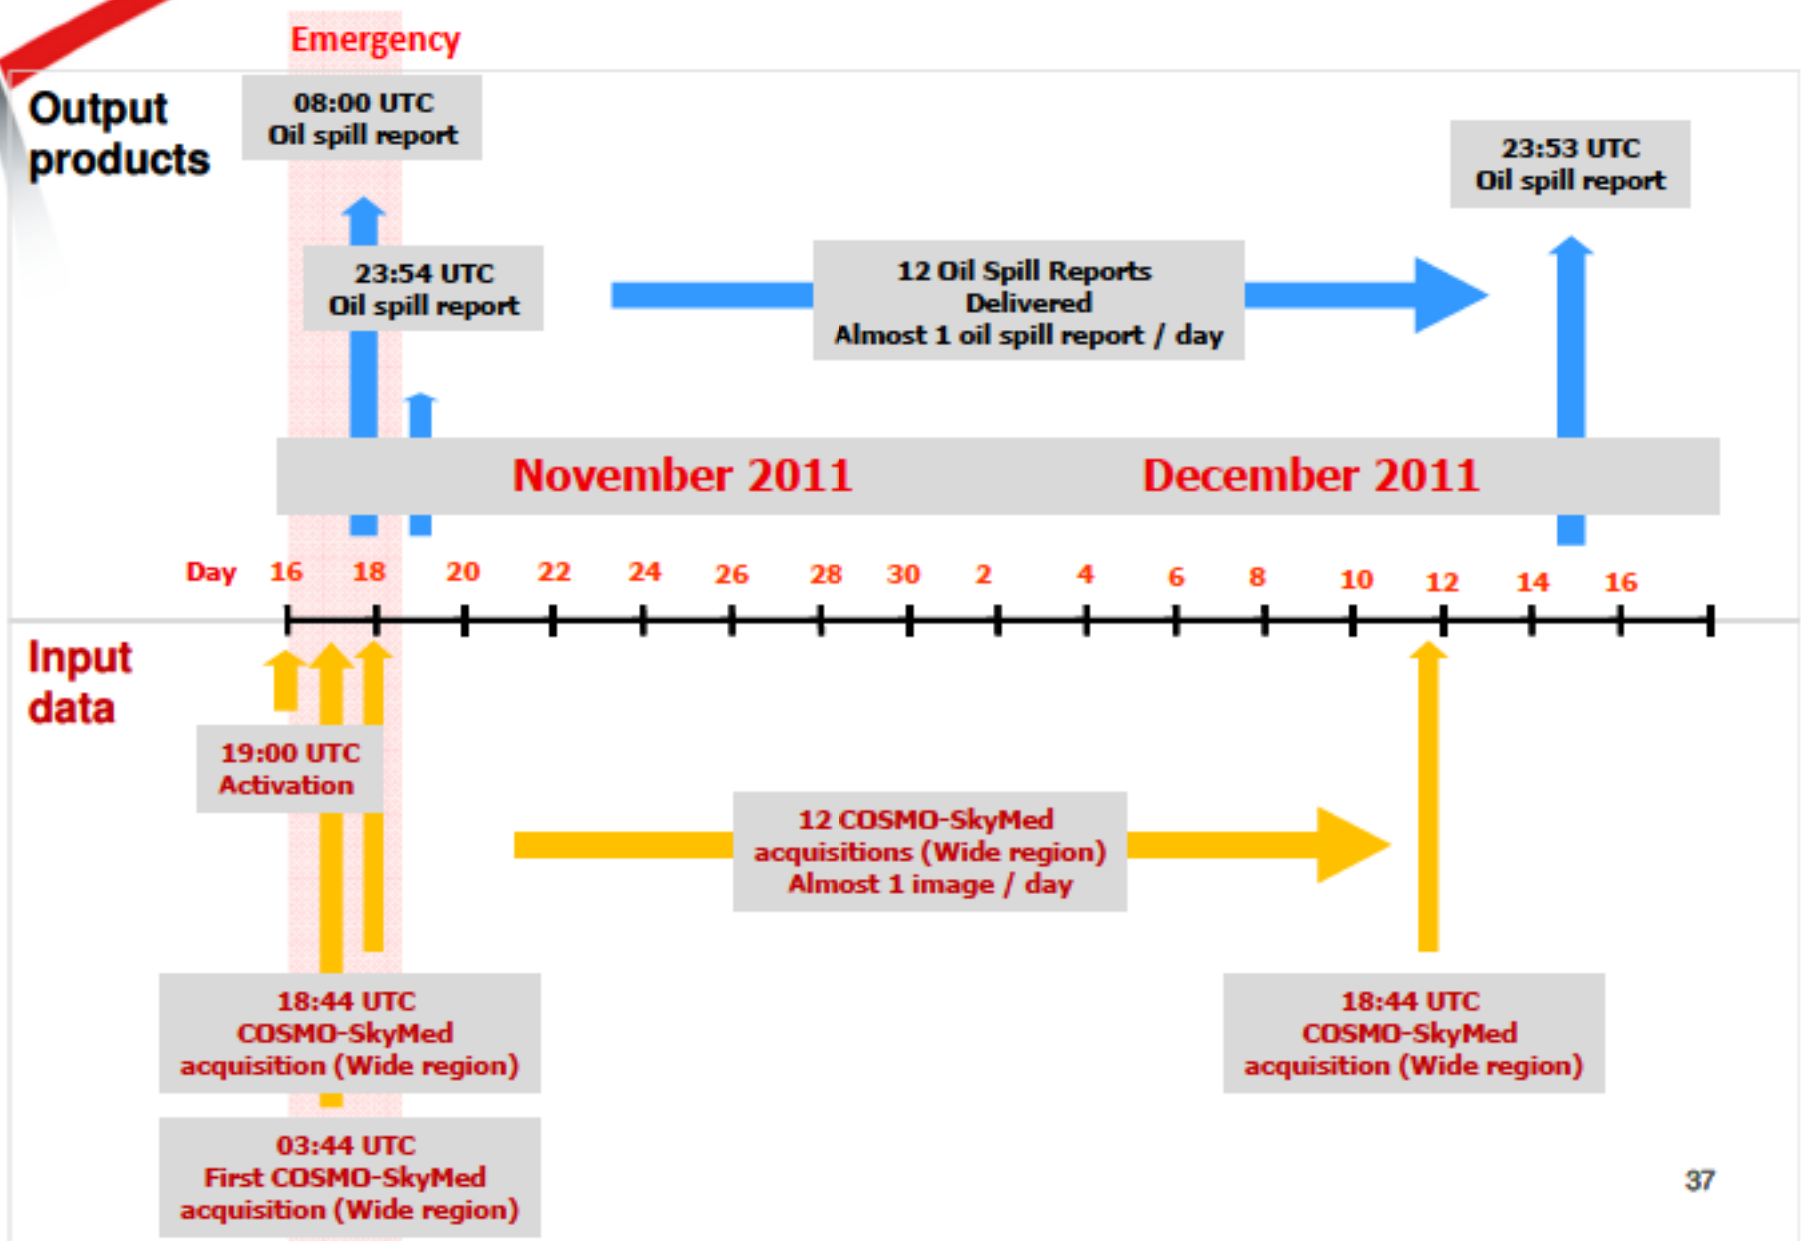 Emergency
Output
products
08:00 UTC
Oil spill report
23:53 UTC
Oil spill report
23:54 UTC
Oil spill report
12 Oil Spill Reports
Delivered
Almost 1 oil spill report / day
November 2011 December 2011
Day 16 18 20 22 24 26 28 30 2 4 6 8 10 12 14 16
Input
data
19:00 UTC
Activation
12 COSMO-SkyMed
acquisitions (Wide region)
Almost 1 image / day
18:44 UTC
COSMO-SkyMed
acquisition (Wide region)
18:44 UTC
COSMO-SkyMed
acquisition (Wide region)
03:44 UTC
First COSMO-SkyMed
acquisition (Wide region)
37